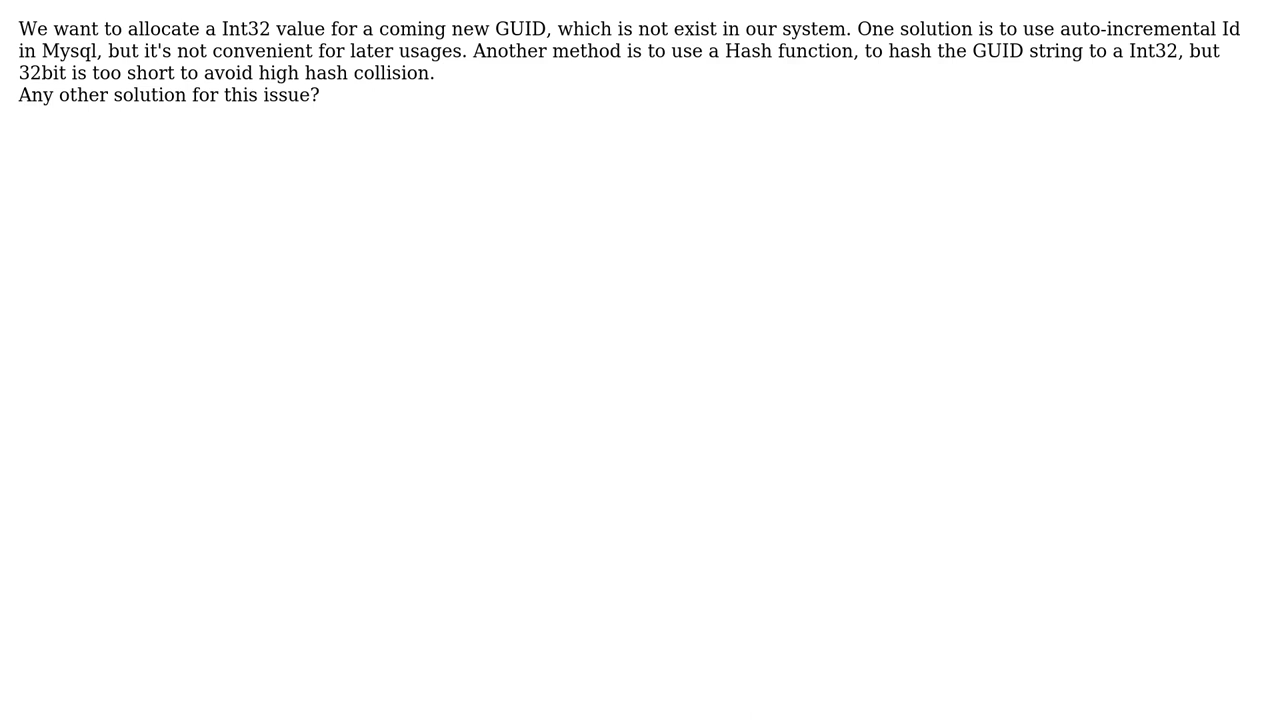 We want to allocate a Int32 value for a coming new GUID, which is not exist in our system. One solution is to use auto-incremental Id
in Mysql, but it's not convenient for later usages. Another method is to use a Hash function, to hash the GUID string to a Int32, but
32bit is too short to avoid high hash collision.
Any other solution for this issue?